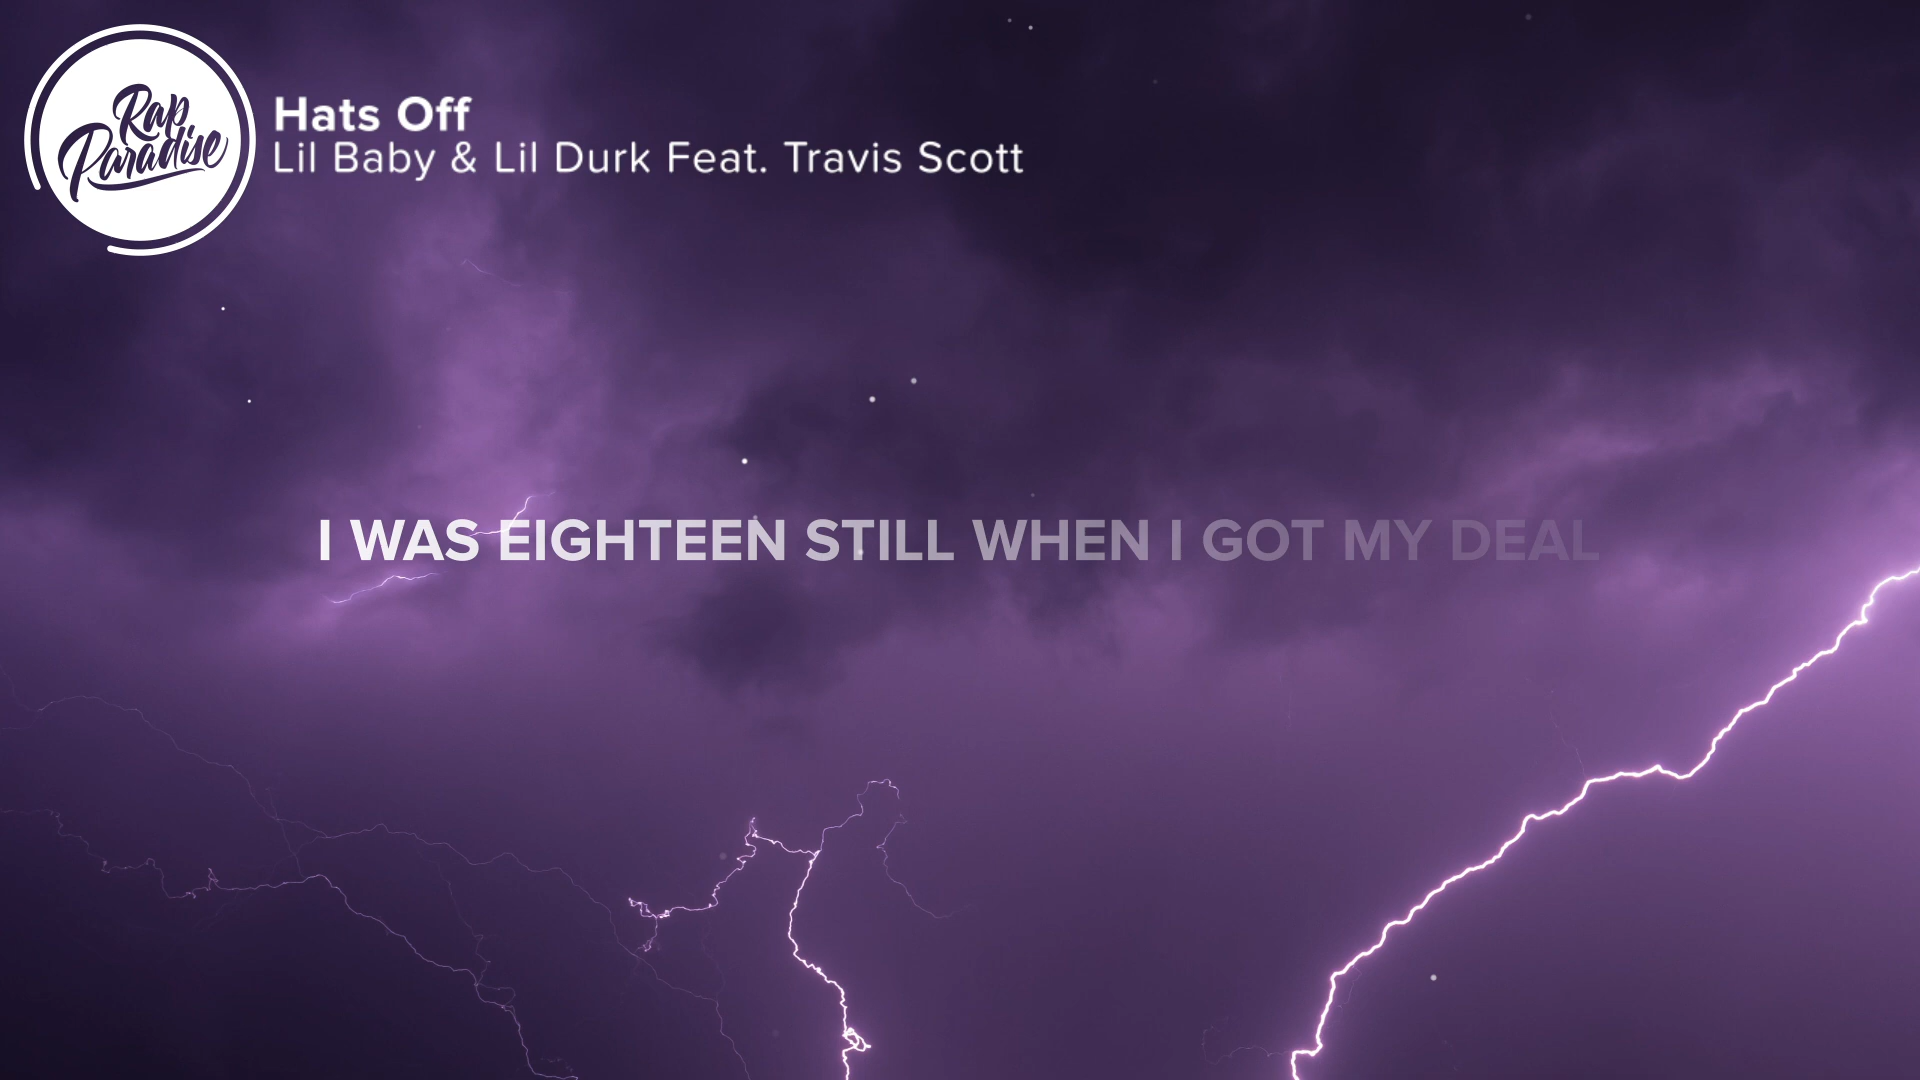 Rap
Paradise
Hats Off
Lil Baby & Lil Durk Feat. Travis Scott
I WAS EIGHTEEN STILL WHEN I GOT MY DEAL